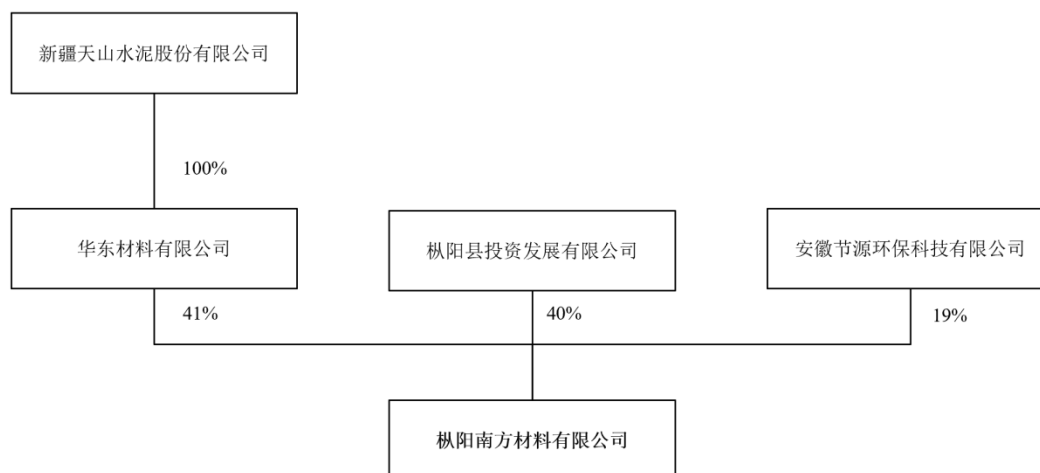 新疆天山水泥股份有限公司
100%
华东材料有限公司
枞阳县投资发展有限公司
安徽节源环保科技有限公司
41%
40%
19%
枞阳南方材料有限公司